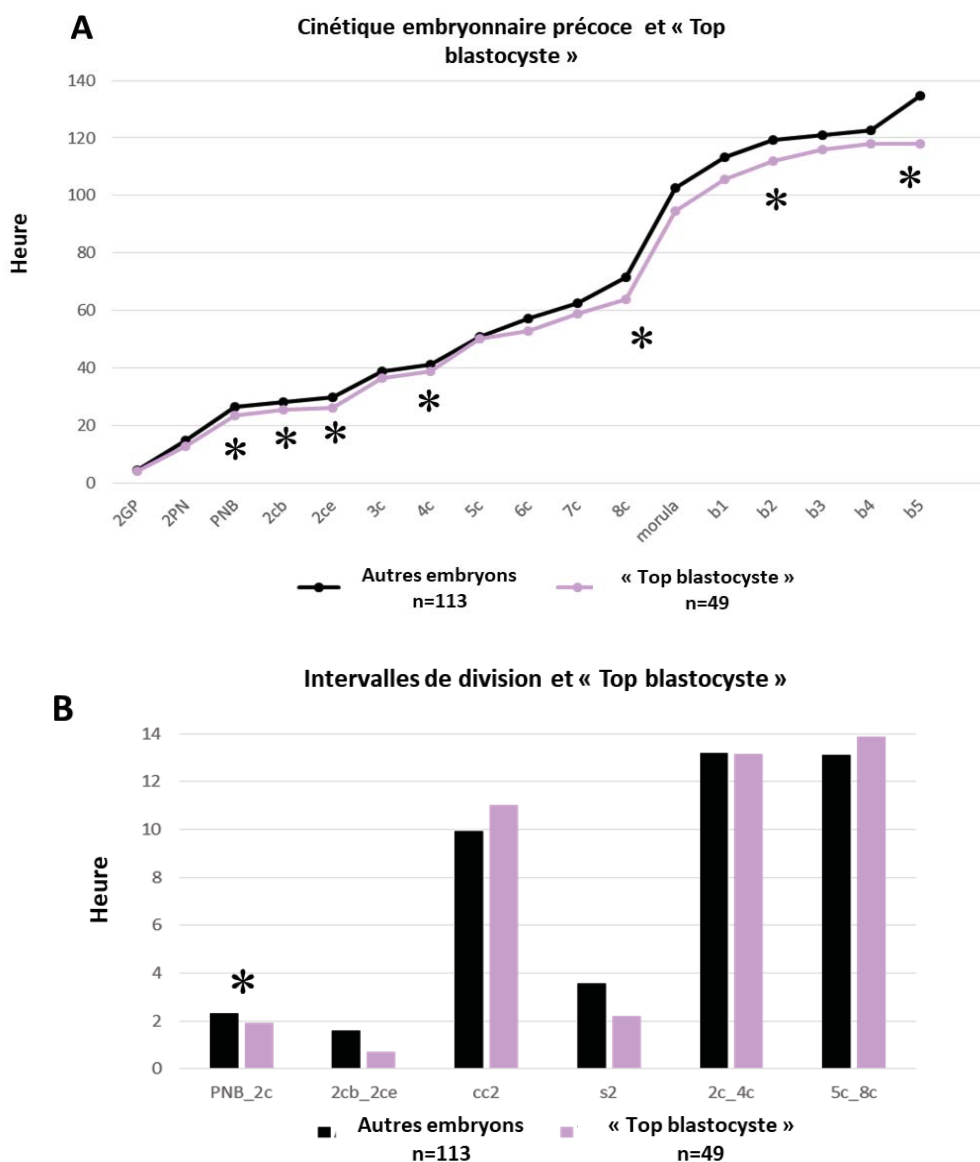 A
Cinétique embryonnaire précoce et « Top
blastocyste »
140
120
100
80
60
40
20
0
Heure
2GP 2PN PNB 2cb 2ce 3c 4c 5c 6c 7c 8c morula b1 b2 b3 b4 b5
* * * * * * *
Autres embryons « Top blastocyste »
n=113 n=49
Intervalles de division et « Top blastocyste »
B
14
12
10
8
6
4
2
0
Heure
*
PNB_2c 2cb_2ce cc2 s2 2c_4c 5c_8c
Autres embryons « Top blastocyste »
n=113 n=49